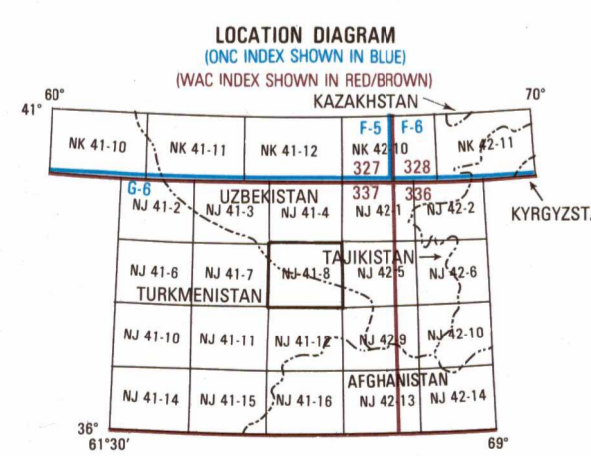 LOCATION DIAGRAM
(ONC INDEX SHOWN IN BLUE)
(WAC INDEX SHOWN IN RED/BROWN)
60° 70°
KAZAKHSTAN
41°
F-5 F-6
NK 41-10 NK 41-11 NK 41-12 NK 42-10 NK 42-11
327 328
G-6 UZBEKISTAN 337 336
NJ 41-2 NJ 41-3 NJ 41-4 NJ 42-1 NJ 42-2
KYRGYZSTA
TAJIKISTAN
NJ 41-6 NJ 41-7 NJ 41-8 NJ 42-5 NJ 42-6
TURKMENISTAN
NJ 41-10 NJ 41-11 NJ 41-12 NJ 42-9 NJ 42-10
AFGHANISTAN
NJ 41-14 NJ 41-15 NJ 41-16 NJ 42-13 NJ 42-14
36°
61°30' 69°